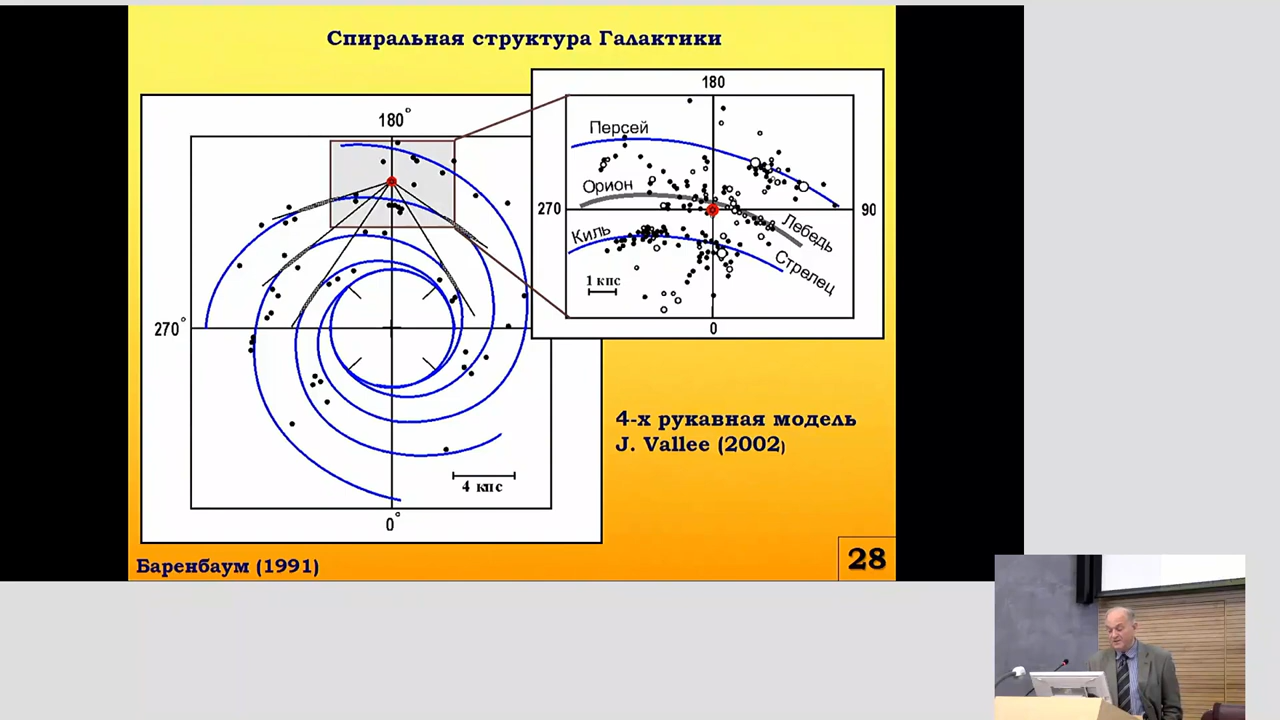 Спиральная структура Галактики
180°
270°
4 кпс
0°
180
Персей
Орион
270
90
Киль
Лебедь
Стрелец
1 кпс
0
4-х рукавная модель
J. Vallee (2002)
Баренбаум (1991)
28